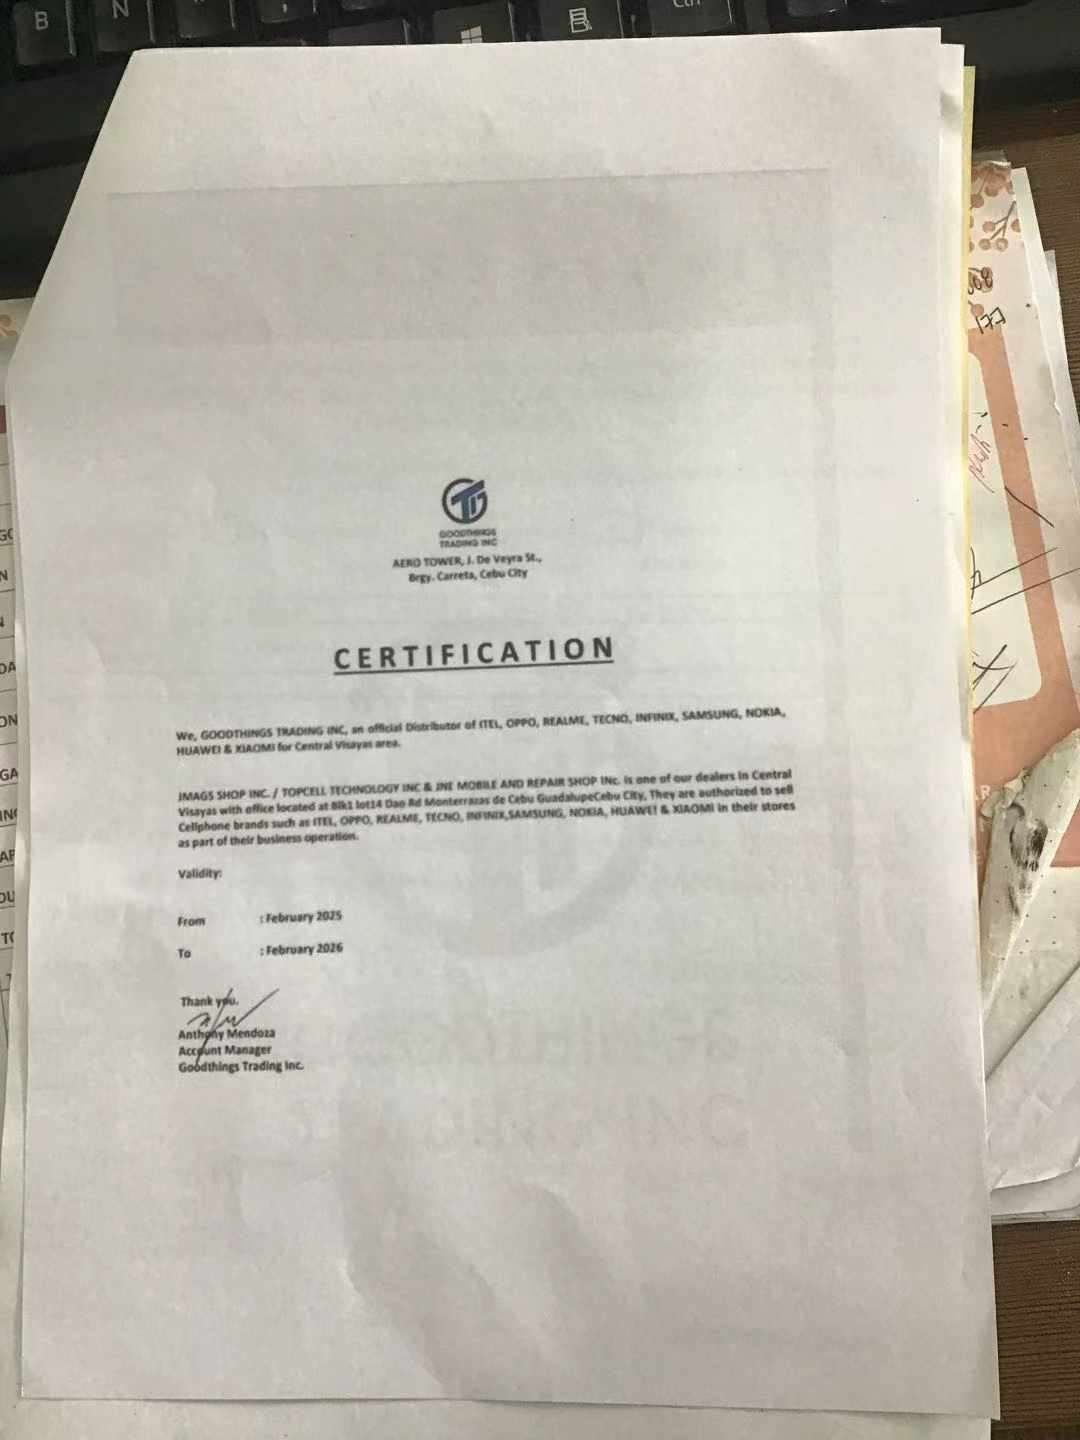 B
N
Ctrl
GOODTHINGS
TRADING INC
AERO TOWER, J. De Veyra St.,
Brgy. Carreta, Cebu City
CERTIFICATION
We, GOODTHINGS TRADING INC, an official Distributor of ITEL, OPPO, REALME, TECNO, INFINIX, SAMSUNG, NOKIA,
HUAWEI & XIAOMI for Central Visayas area.
JMAGS SHOP INC. / TOPCELL TECHNOLOGY INC & JNE MOBILE AND REPAIR SHOP INc. is one of our dealers in Central
Visayas with office located at Blk1 lot14 Dao Rd Monterrazas de Cebu GuadalupeCebu City, They are authorized to sell
Cellphone brands such as ITEL, OPPO, REALME, TECNO, INFINIX,SAMSUNG, NOKIA, HUAWEI & XIAOMI in their stores
as part of their business operation.
Validity:
From : February 2025
To : February 2026
Thank you.
Anthony Mendoza
Account Manager
Goodthings Trading Inc.